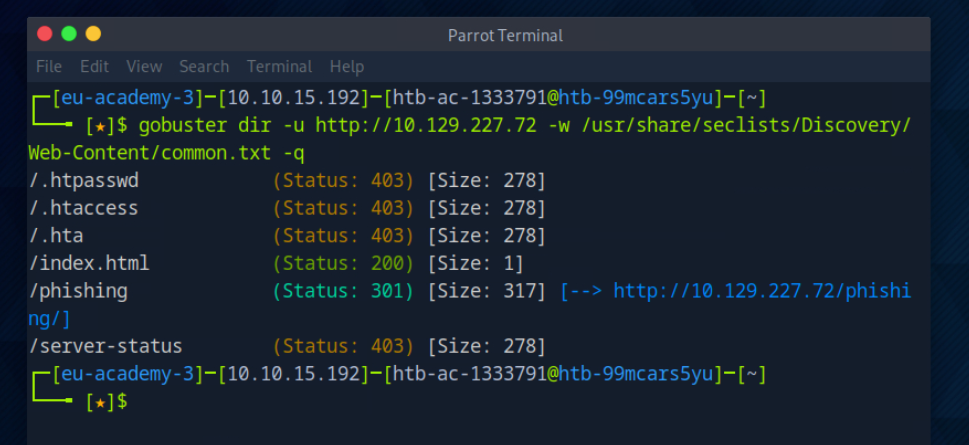 Parrot Terminal
File Edit View Search Terminal Help
┌─[eu-academy-3]─[10.10.15.192]─[htb-ac-1333791@htb-99mcars5yu]─[~]
└──╼ [★]$ gobuster dir -u http://10.129.227.72 -w /usr/share/seclists/Discovery/
Web-Content/common.txt -q
/.htpasswd            (Status: 403) [Size: 278]
/.htaccess            (Status: 403) [Size: 278]
/.hta                 (Status: 403) [Size: 278]
/index.html           (Status: 200) [Size: 1]
/phishing             (Status: 301) [Size: 317] [--> http://10.129.227.72/phishi
ng/]
/server-status        (Status: 403) [Size: 278]
┌─[eu-academy-3]─[10.10.15.192]─[htb-ac-1333791@htb-99mcars5yu]─[~]
└──╼ [★]$